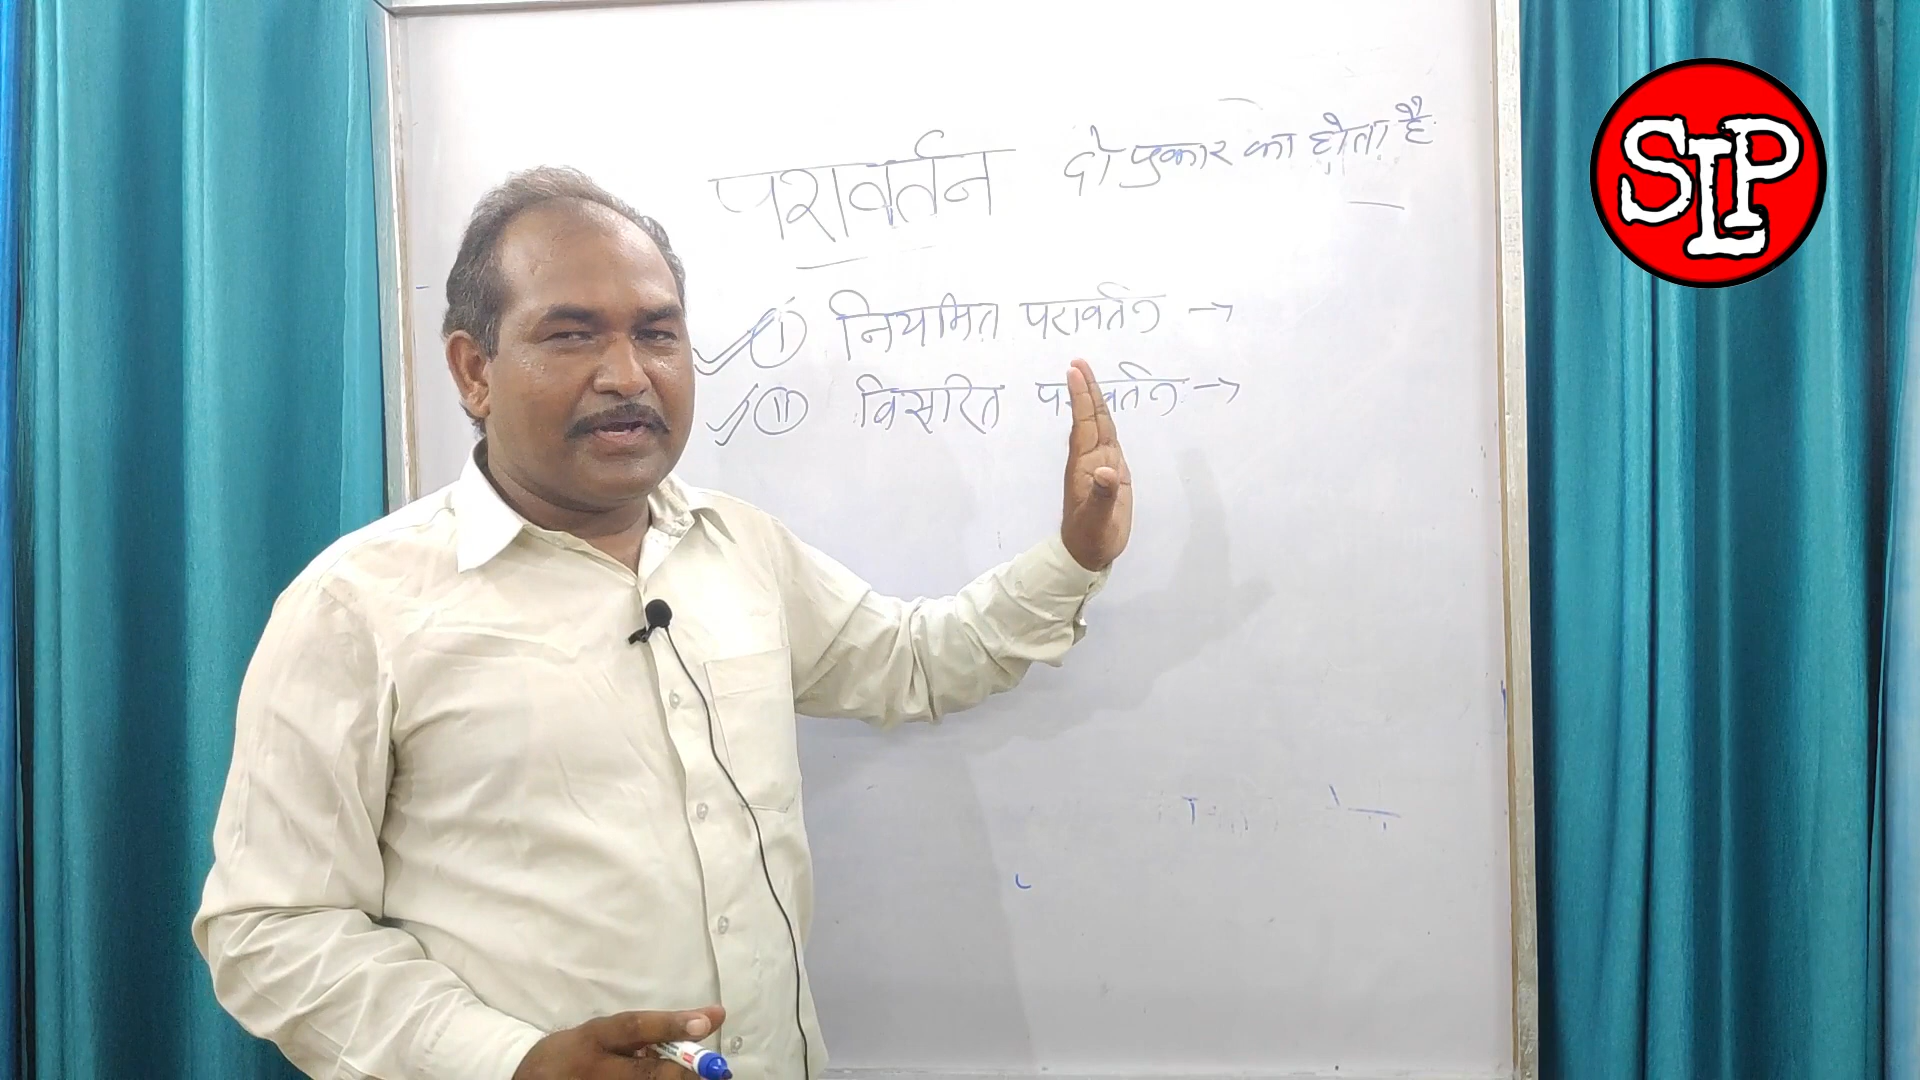 परावर्तन दो प्रकार का होता है
(i) नियमित परावर्तन →
(ii) विसरित परावर्तन →
SLP